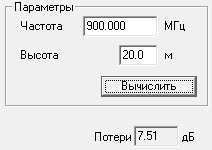 Параметры
Частота 900.000 МГц
Высота 20.0 м
Вычислить
Потери 7.51 дБ